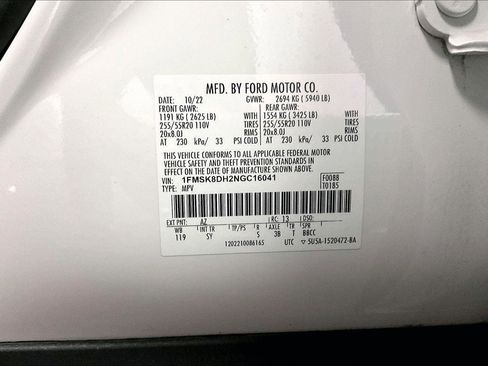 MFD. BY FORD MOTOR CO.
DATE: 10/22 GVWR: 2694 KG ( 5940 LB)
FRONT GAWR: REAR GAWR:
1191 KG ( 2625 LB) WITH 1554 KG ( 3425 LB) WITH
255/55R20 110V TIRES 255/55R20 110V TIRES
20x8.0J RIMS 20x8.0J RIMS
AT 230 kPa/ 33 PSI COLD AT 230 kPa/ 33 PSI COLD
THIS VEHICLE CONFORMS TO ALL APPLICABLE FEDERAL MOTOR
VEHICLE SAFETY AND THEFT PREVENTION STANDARDS IN
EFFECT ON THE DATE OF MANUFACTURE SHOWN ABOVE.
VIN: 1FMSK8DH2NGC16041 F0088
TYPE: MPV T0185
EXT PNT: AZ RC: 13 DSO:
WB INT TR TP/PS R AXLE TR SPR
119 SY S 3B T BBCC
1202210086165 UTC ▽ 5U5A-1520472-BA